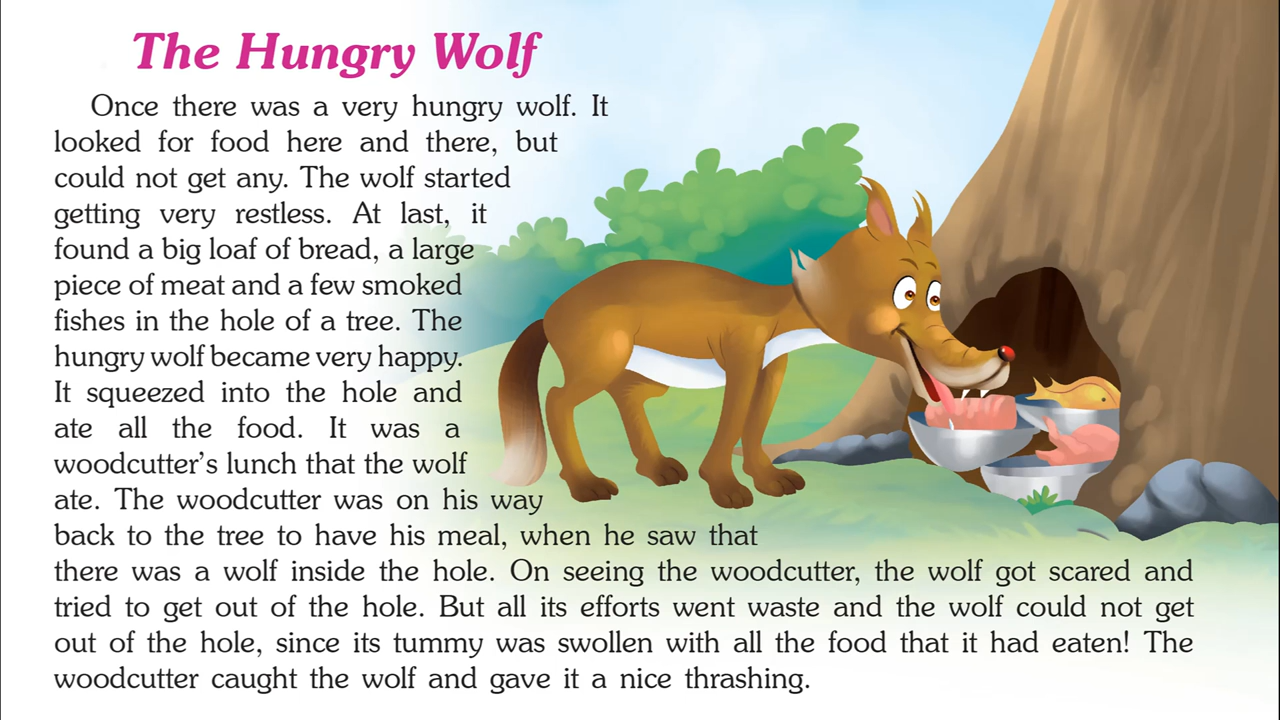 The Hungry Wolf
Once there was a very hungry wolf. It
looked for food here and there, but
could not get any. The wolf started
getting very restless. At last, it
found a big loaf of bread, a large
piece of meat and a few smoked
fishes in the hole of a tree. The
hungry wolf became very happy.
It squeezed into the hole and
ate all the food. It was a
woodcutter’s lunch that the wolf
ate. The woodcutter was on his way
back to the tree to have his meal, when he saw that
there was a wolf inside the hole. On seeing the woodcutter, the wolf got scared and
tried to get out of the hole. But all its efforts went waste and the wolf could not get
out of the hole, since its tummy was swollen with all the food that it had eaten! The
woodcutter caught the wolf and gave it a nice thrashing.